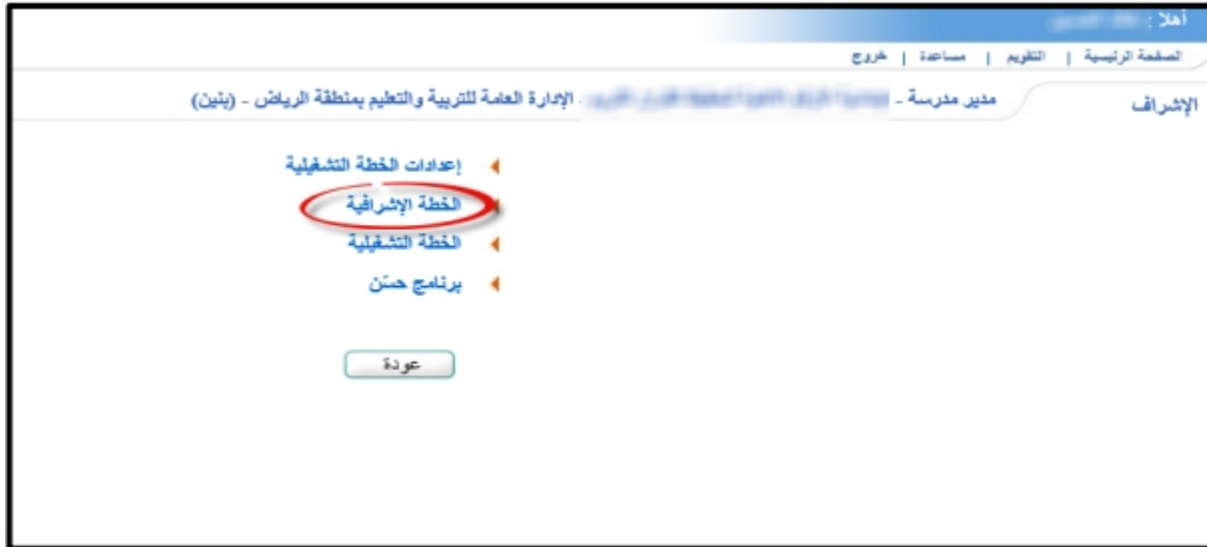 أهلا :
الصفحة الرئيسية | التقويم | مساعدة | خروج
الإشراف
مدير مدرسة - الإدارة العامة للتربية والتعليم بمنطقة الرياض - (بنين)
إعدادات الخطة التشغيلية
الخطة الإشرافية
الخطة التشغيلية
برنامج حسّن
عودة